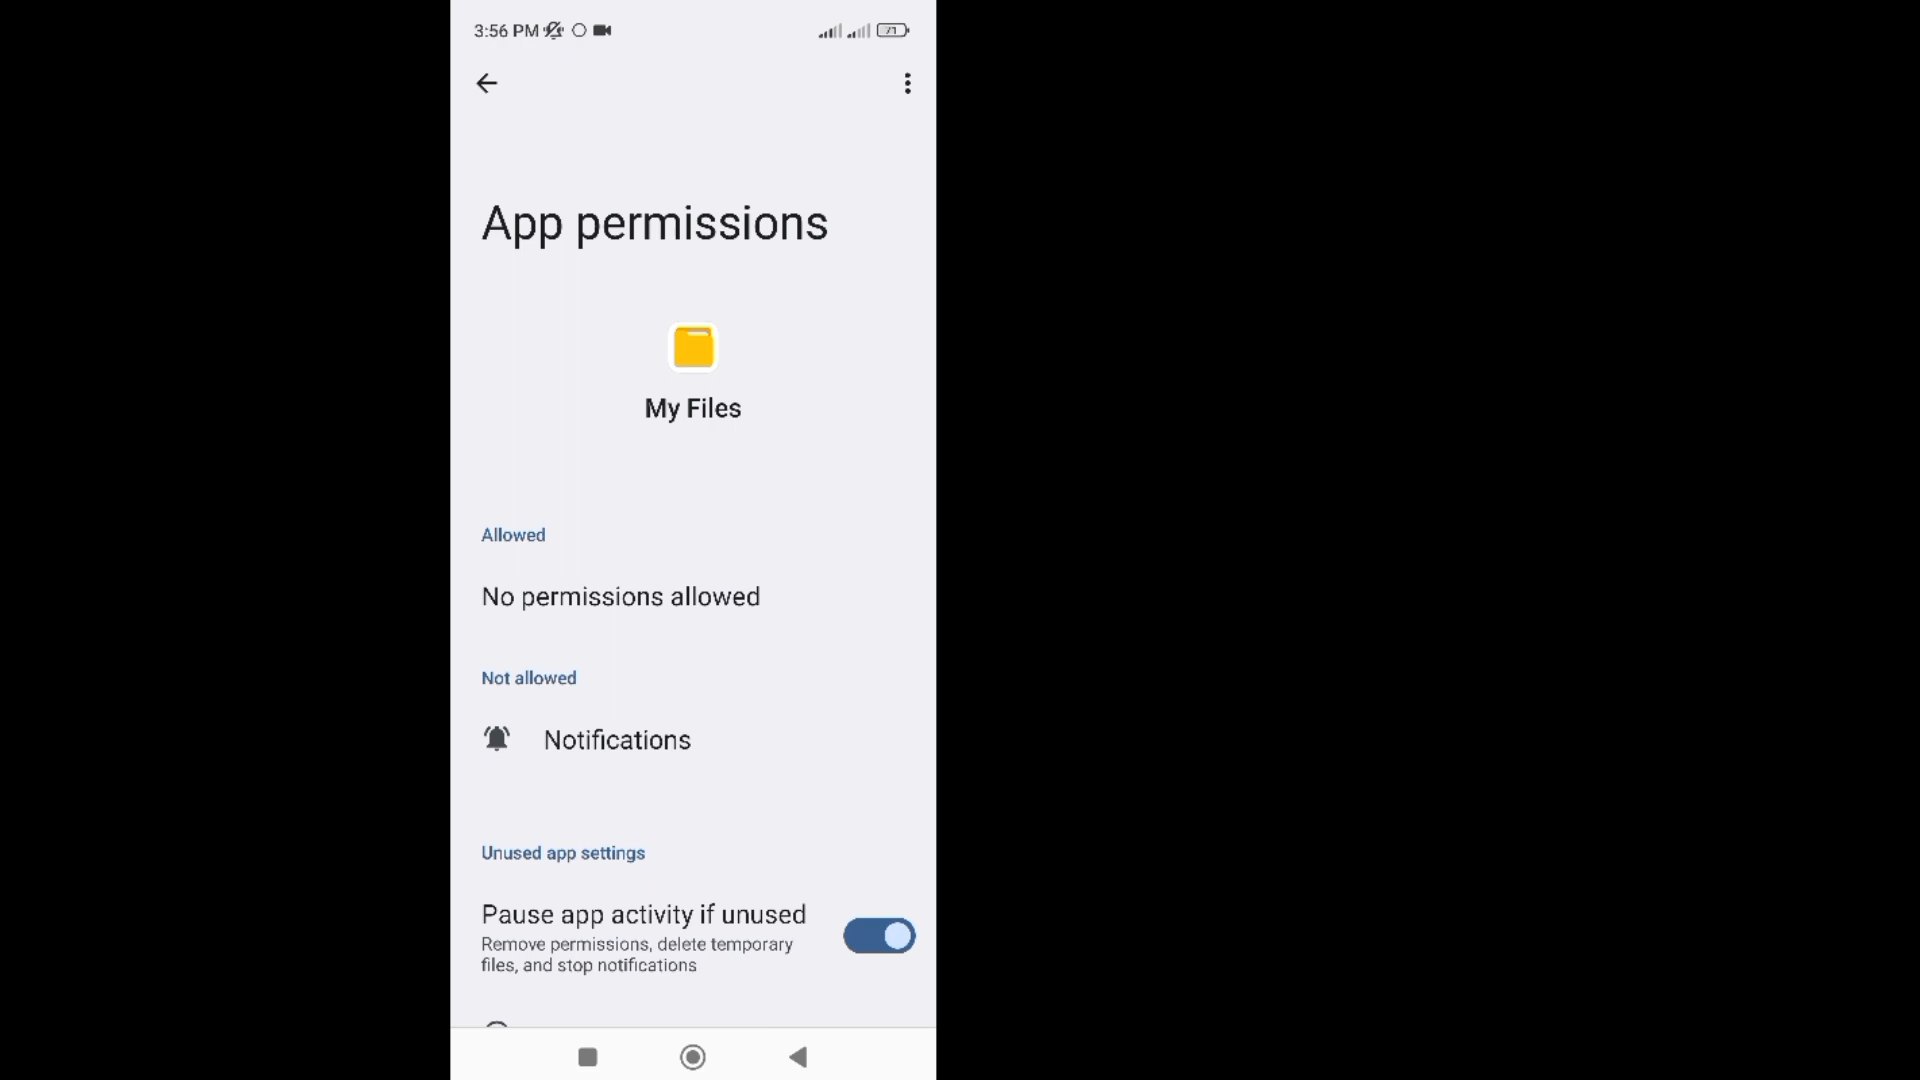 3:56 PM
71
App permissions
My Files
Allowed
No permissions allowed
Not allowed
Notifications
Unused app settings
Pause app activity if unused
Remove permissions, delete temporary
files, and stop notifications